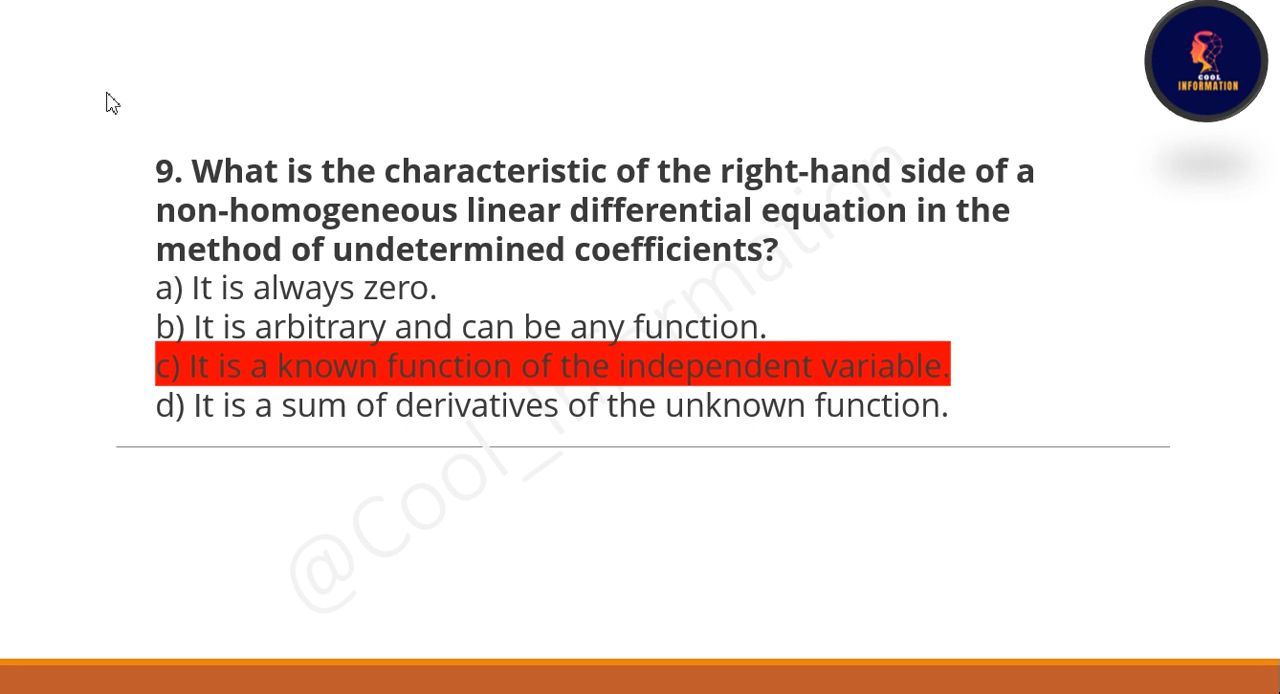 COOL
INFORMATION
9. What is the characteristic of the right-hand side of a
non-homogeneous linear differential equation in the
method of undetermined coefficients?
a) It is always zero.
b) It is arbitrary and can be any function.
c) It is a known function of the independent variable.
d) It is a sum of derivatives of the unknown function.
@Cool_Information